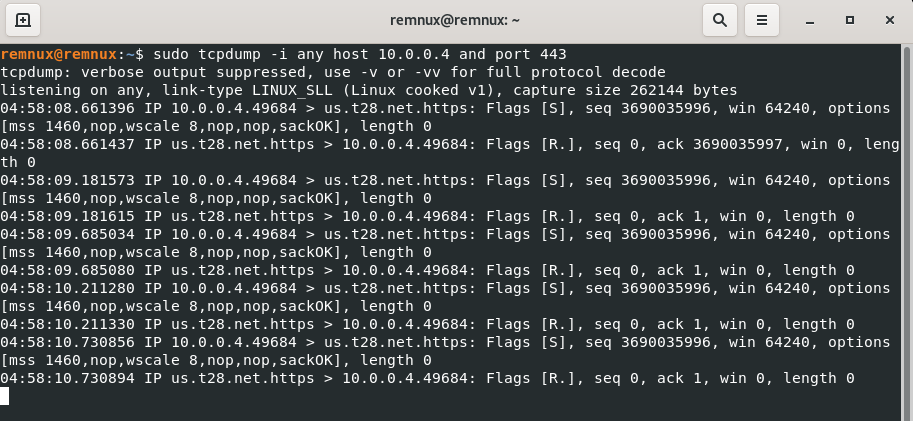 remnux@remnux: ~
remnux@remnux:~$ sudo tcpdump -i any host 10.0.0.4 and port 443
tcpdump: verbose output suppressed, use -v or -vv for full protocol decode
listening on any, link-type LINUX_SLL (Linux cooked v1), capture size 262144 bytes
04:58:08.661396 IP 10.0.0.4.49684 > us.t28.net.https: Flags [S], seq 3690035996, win 64240, options
[mss 1460,nop,wscale 8,nop,nop,sackOK], length 0
04:58:08.661437 IP us.t28.net.https > 10.0.0.4.49684: Flags [R.], seq 0, ack 3690035997, win 0, leng
th 0
04:58:09.181573 IP 10.0.0.4.49684 > us.t28.net.https: Flags [S], seq 3690035996, win 64240, options
[mss 1460,nop,wscale 8,nop,nop,sackOK], length 0
04:58:09.181615 IP us.t28.net.https > 10.0.0.4.49684: Flags [R.], seq 0, ack 1, win 0, length 0
04:58:09.685034 IP 10.0.0.4.49684 > us.t28.net.https: Flags [S], seq 3690035996, win 64240, options
[mss 1460,nop,wscale 8,nop,nop,sackOK], length 0
04:58:09.685080 IP us.t28.net.https > 10.0.0.4.49684: Flags [R.], seq 0, ack 1, win 0, length 0
04:58:10.211280 IP 10.0.0.4.49684 > us.t28.net.https: Flags [S], seq 3690035996, win 64240, options
[mss 1460,nop,wscale 8,nop,nop,sackOK], length 0
04:58:10.211330 IP us.t28.net.https > 10.0.0.4.49684: Flags [R.], seq 0, ack 1, win 0, length 0
04:58:10.730856 IP 10.0.0.4.49684 > us.t28.net.https: Flags [S], seq 3690035996, win 64240, options
[mss 1460,nop,wscale 8,nop,nop,sackOK], length 0
04:58:10.730894 IP us.t28.net.https > 10.0.0.4.49684: Flags [R.], seq 0, ack 1, win 0, length 0